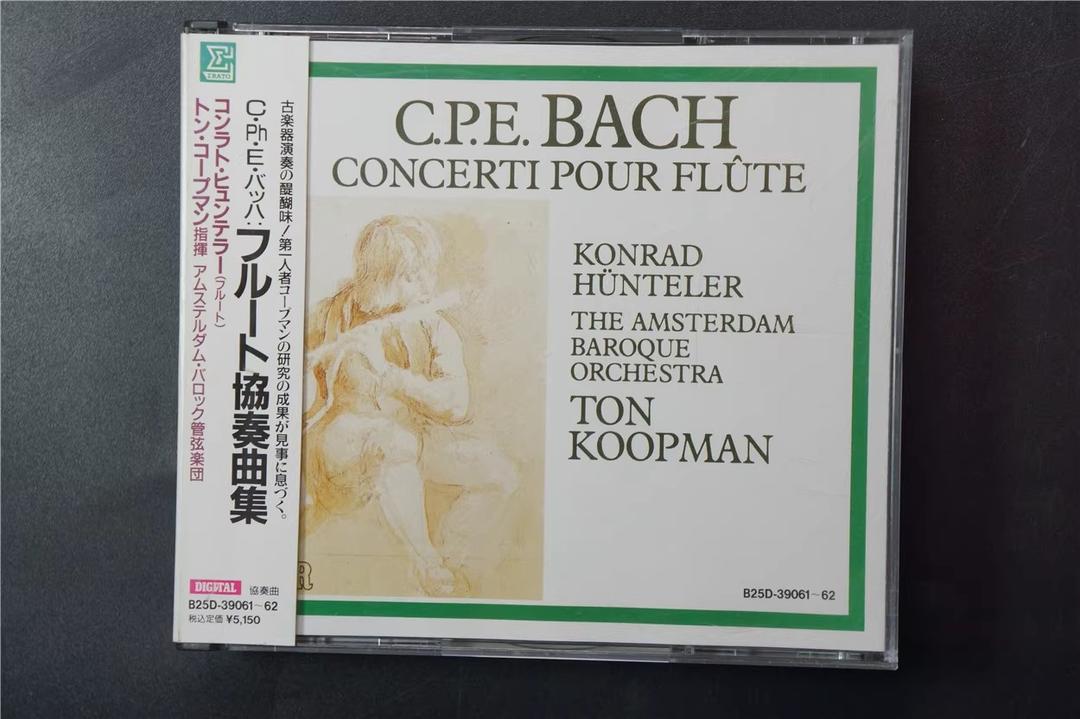 ERATO
古楽器演奏の醍醐味!第一人者コープマンの研究の成果が見事に息づく。
C・Ph・E・バッハ:フルート協奏曲集
コンラト・ヒュンテラー(フルート)
トン・コープマン指揮 アムステルダム・バロック管弦楽団
DIGITAL 協奏曲
B25D-39061~62
税込定価 ¥5,150
C.P.E. BACH
CONCERTI POUR FLÛTE
KONRAD
HÜNTELER
THE AMSTERDAM
BAROQUE
ORCHESTRA
TON
KOOPMAN
R
B25D-39061~62